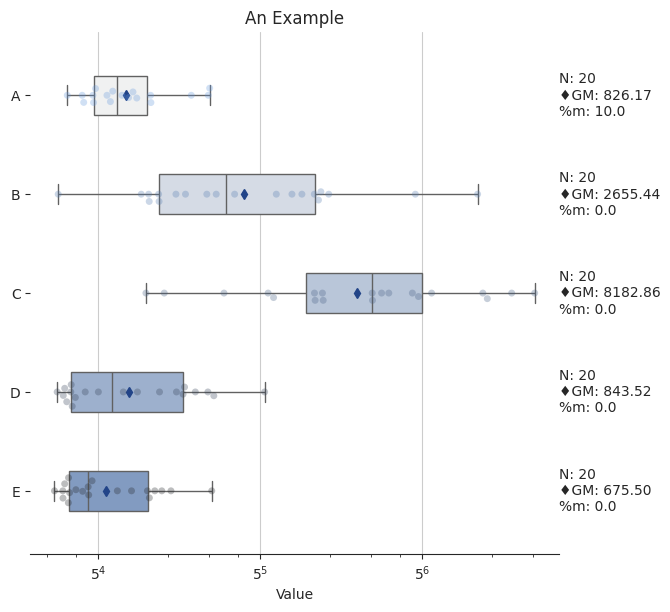 An Example
A
N: 20
♦GM: 826.17
%m: 10.0
B
N: 20
♦GM: 2655.44
%m: 0.0
C
N: 20
♦GM: 8182.86
%m: 0.0
D
N: 20
♦GM: 843.52
%m: 0.0
E
N: 20
♦GM: 675.50
%m: 0.0
5⁴ 5⁵ 5⁶
Value